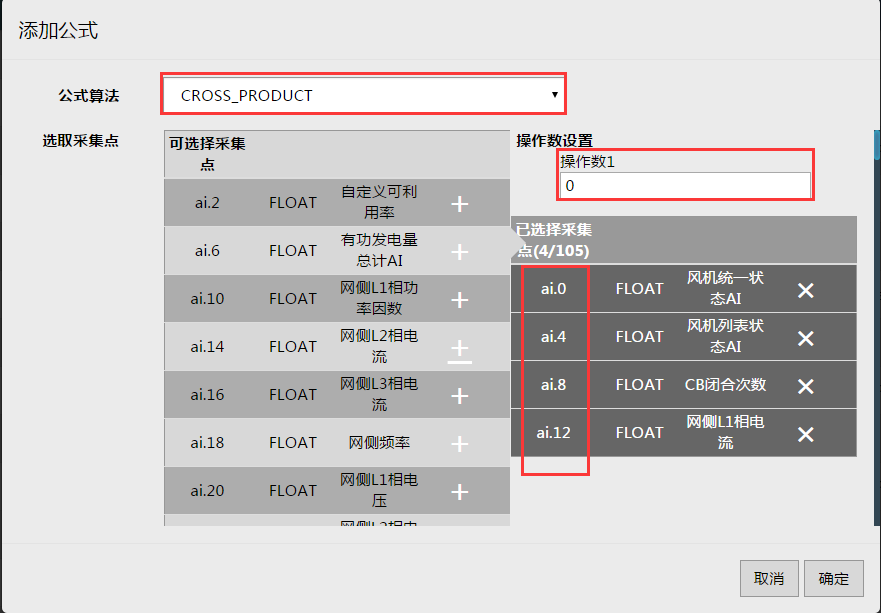 添加公式
公式算法
CROSS_PRODUCT
选取采集点
可选择采集
点
ai.2 FLOAT 自定义可利
用率
ai.6 FLOAT 有功发电量
总计AI
ai.10 FLOAT 网侧L1相功
率因数
ai.14 FLOAT 网侧L2相电
流
ai.16 FLOAT 网侧L3相电
流
ai.18 FLOAT 网侧频率
ai.20 FLOAT 网侧L1相电
压
操作数设置
操作数1
0
已选择采集
点(4/105)
ai.0 FLOAT 风机统一状
态AI
ai.4 FLOAT 风机列表状
态AI
ai.8 FLOAT CB闭合次数
ai.12 FLOAT 网侧L1相电
流
取消
确定